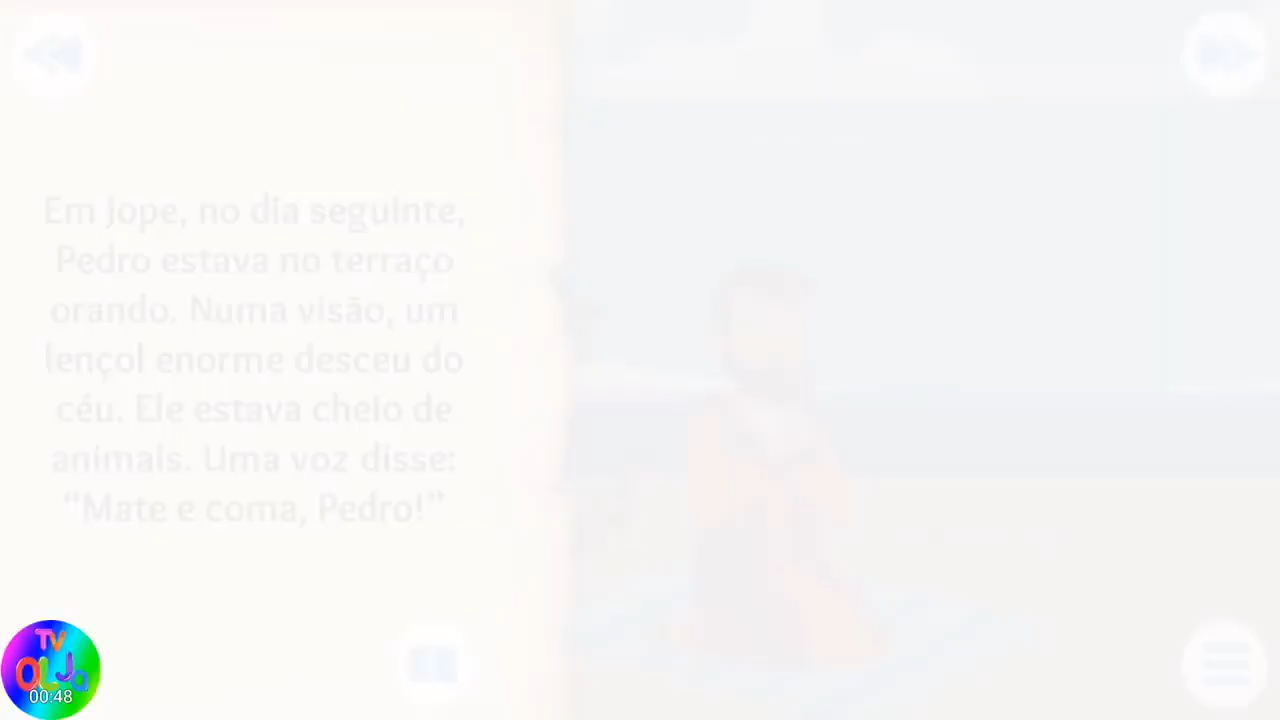 Em Jope, no dia seguinte,
Pedro estava no terraço
orando. Numa visão, um
lençol enorme desceu do
céu. Ele estava cheio de
animais. Uma voz disse:
“Mate e coma, Pedro!”
TV
00:48